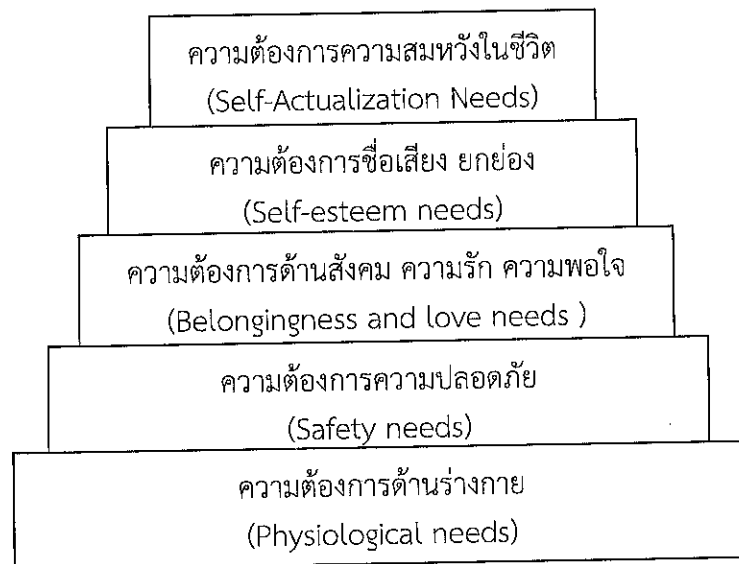 ความต้องการความสมหวังในชีวิต
(Self-Actualization Needs)
ความต้องการชื่อเสียง ยกย่อง
(Self-esteem needs)
ความต้องการด้านสังคม ความรัก ความพอใจ
(Belongingness and love needs )
ความต้องการความปลอดภัย
(Safety needs)
ความต้องการด้านร่างกาย
(Physiological needs)